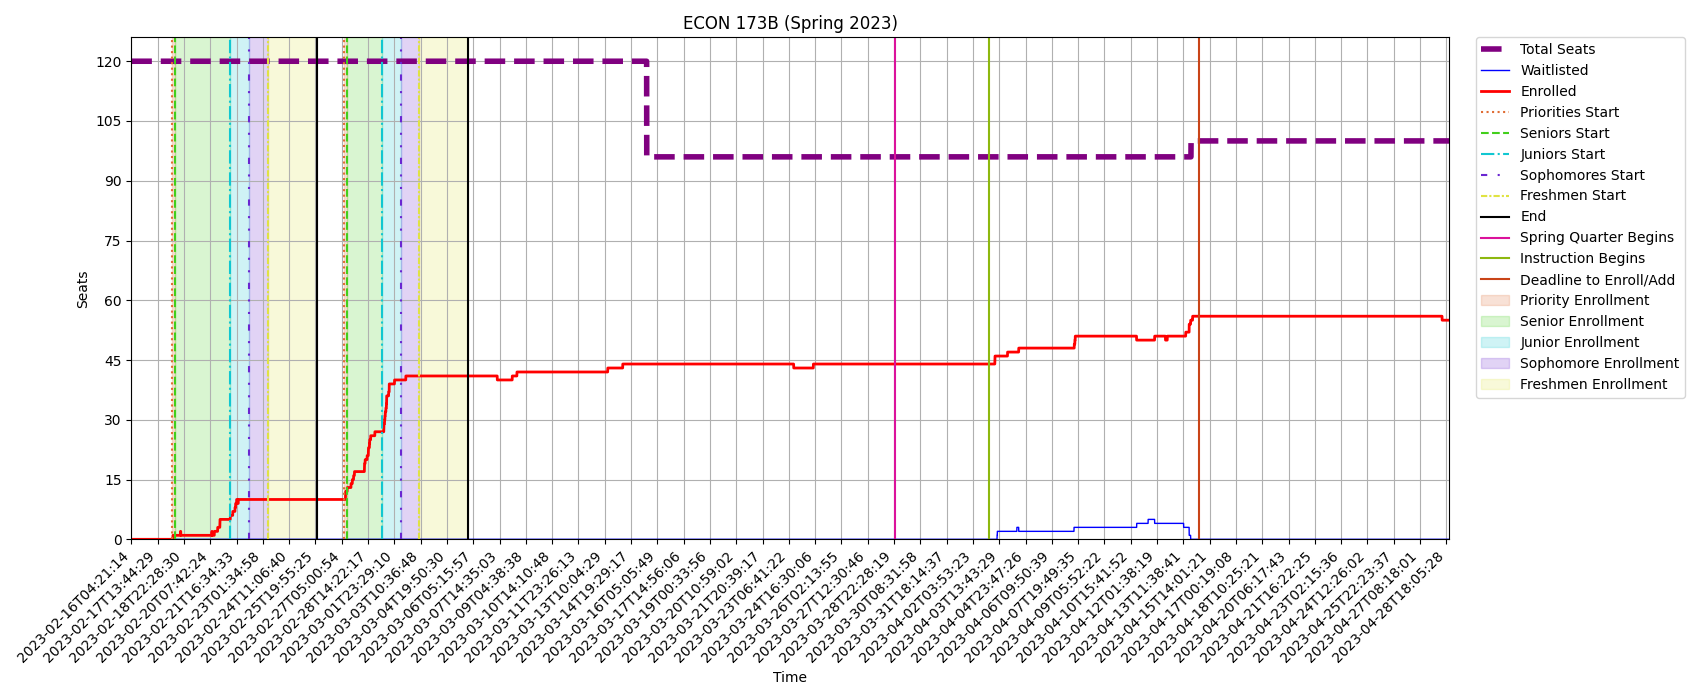 ECON 173B (Spring 2023)
Seats
120
105
90
75
60
45
30
15
0
2023-02-16T04:21:14
2023-02-17T13:44:29
2023-02-18T22:28:30
2023-02-20T07:42:24
2023-02-21T16:34:33
2023-02-23T01:34:58
2023-02-24T11:06:40
2023-02-25T19:55:25
2023-02-27T05:00:54
2023-02-28T14:22:17
2023-03-01T23:29:10
2023-03-03T10:36:48
2023-03-04T19:50:30
2023-03-06T05:15:57
2023-03-07T14:35:03
2023-03-09T04:38:38
2023-03-10T14:10:48
2023-03-11T23:26:13
2023-03-13T10:04:29
2023-03-14T19:29:17
2023-03-16T05:05:49
2023-03-17T14:56:06
2023-03-19T00:33:56
2023-03-20T10:59:02
2023-03-21T20:39:17
2023-03-23T06:41:22
2023-03-24T16:30:06
2023-03-26T02:13:55
2023-03-27T12:30:46
2023-03-28T22:28:19
2023-03-30T08:31:58
2023-03-31T18:14:37
2023-04-02T03:53:23
2023-04-03T13:43:29
2023-04-04T23:47:26
2023-04-06T09:50:39
2023-04-07T19:49:35
2023-04-09T05:52:22
2023-04-10T15:41:52
2023-04-12T01:38:19
2023-04-13T11:38:41
2023-04-15T14:01:21
2023-04-17T00:19:08
2023-04-18T10:25:21
2023-04-20T06:17:43
2023-04-21T16:22:25
2023-04-23T02:15:36
2023-04-24T12:26:02
2023-04-25T22:23:37
2023-04-27T08:18:01
2023-04-28T18:05:28
Time
Total Seats
Waitlisted
Enrolled
Priorities Start
Seniors Start
Juniors Start
Sophomores Start
Freshmen Start
End
Spring Quarter Begins
Instruction Begins
Deadline to Enroll/Add
Priority Enrollment
Senior Enrollment
Junior Enrollment
Sophomore Enrollment
Freshmen Enrollment